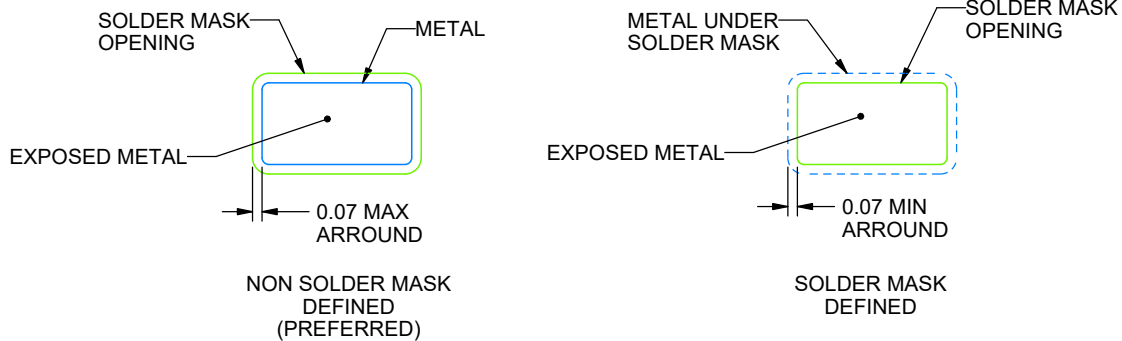 SOLDER MASK
OPENING
METAL
EXPOSED METAL
0.07 MAX
ARROUND
NON SOLDER MASK
DEFINED
(PREFERRED)
METAL UNDER
SOLDER MASK
SOLDER MASK
OPENING
EXPOSED METAL
0.07 MIN
ARROUND
SOLDER MASK
DEFINED